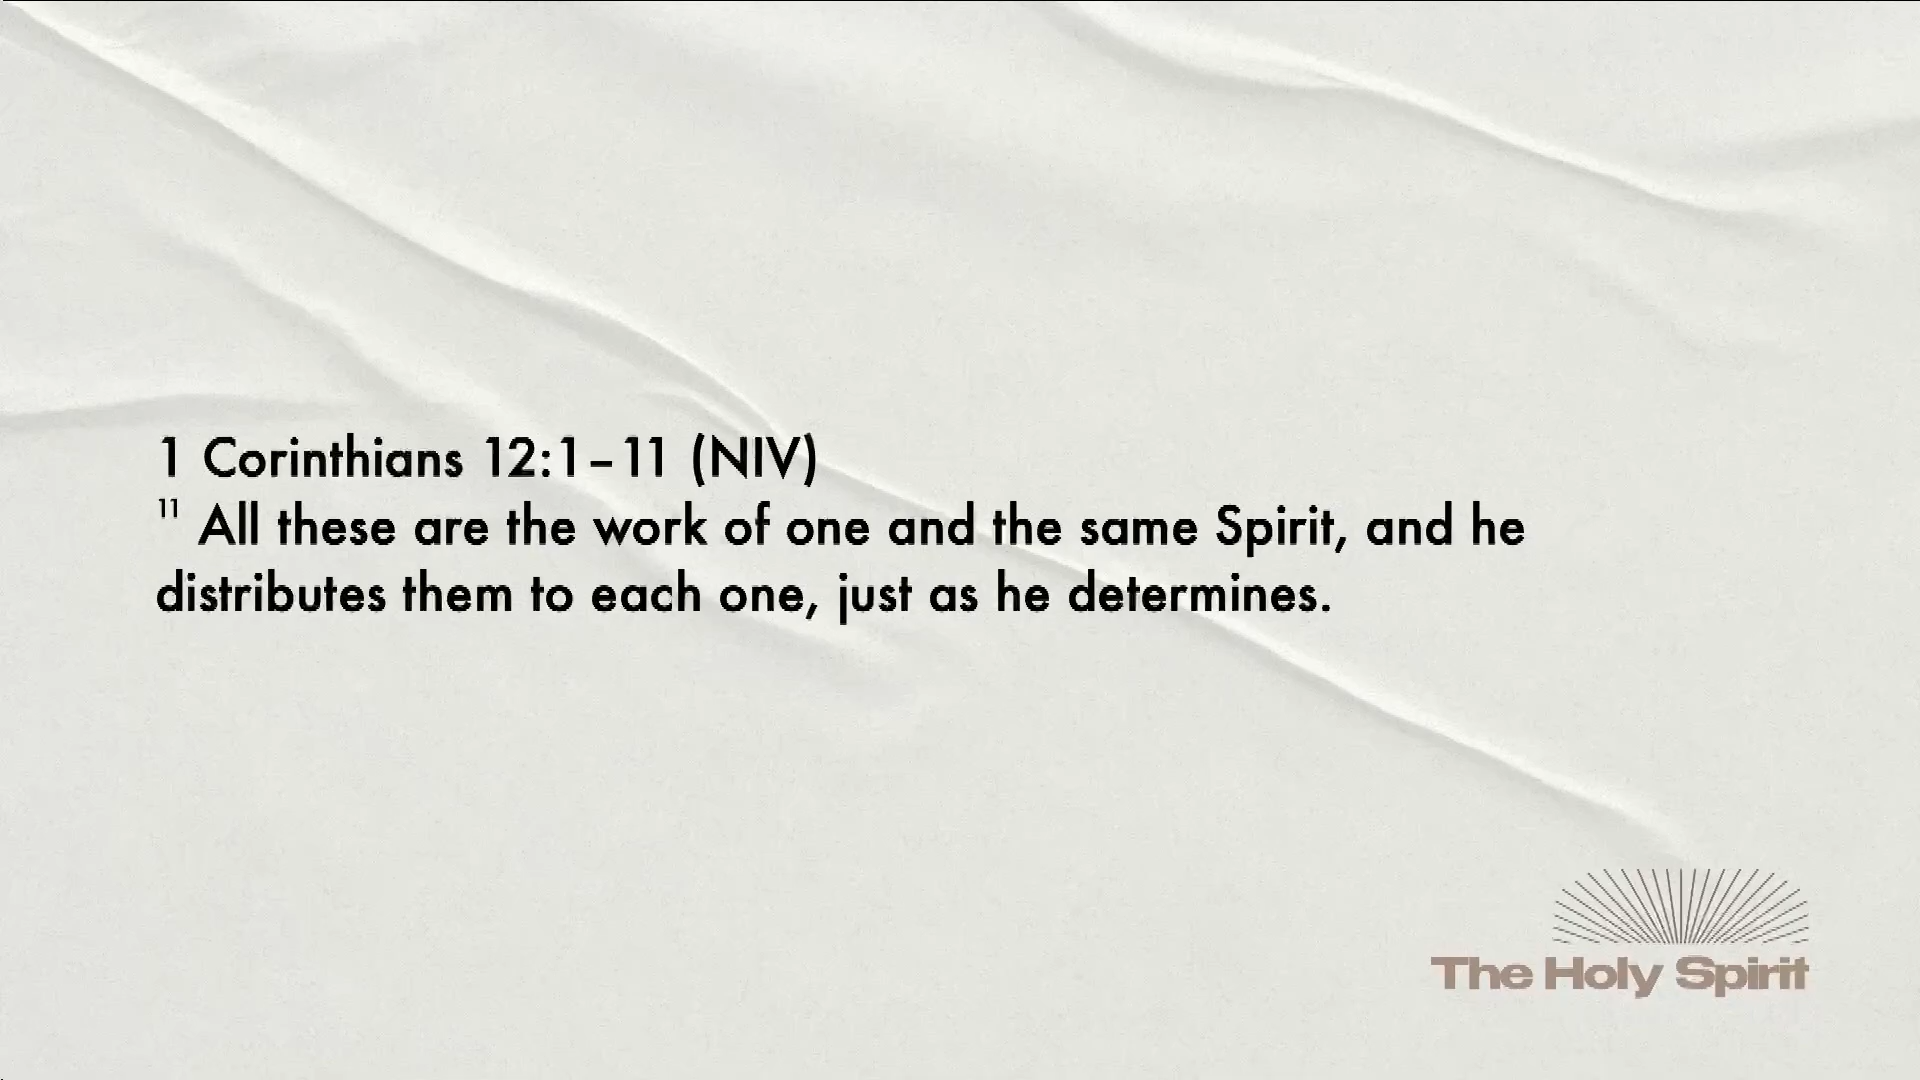 1 Corinthians 12:1–11 (NIV)
11 All these are the work of one and the same Spirit, and he
distributes them to each one, just as he determines.
The Holy Spirit